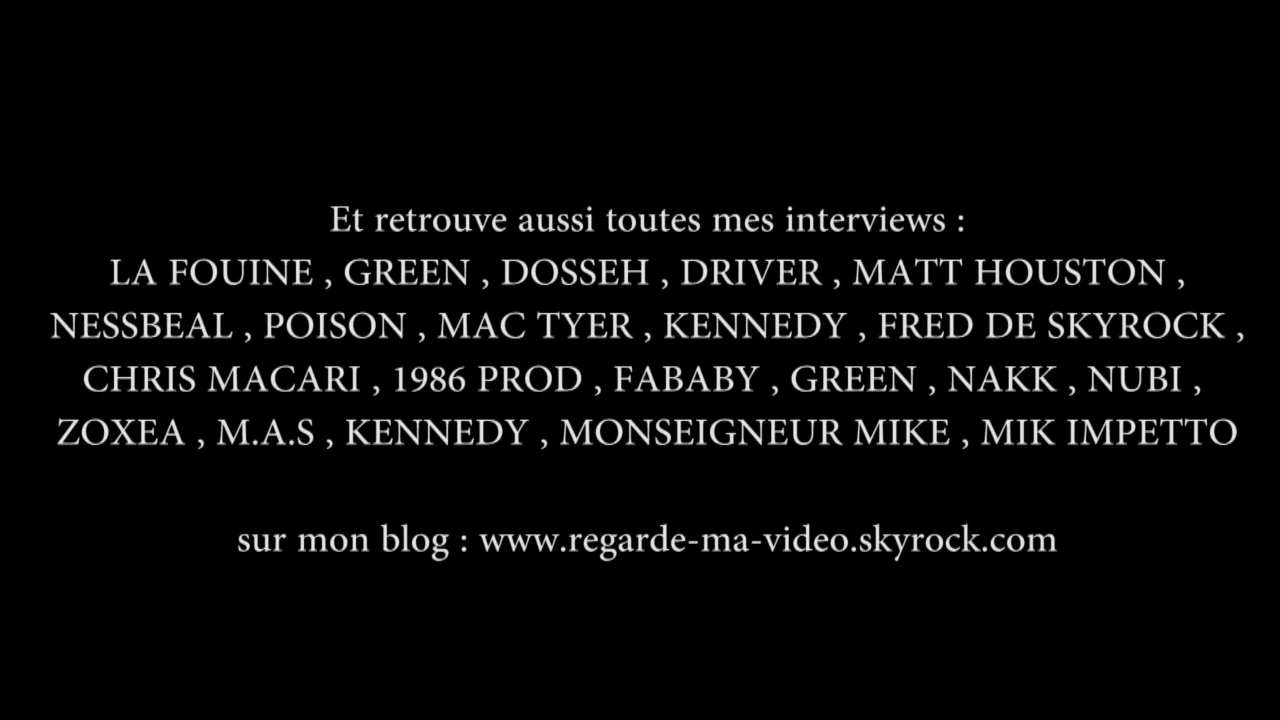 Et retrouve aussi toutes mes interviews :
LA FOUINE , GREEN , DOSSEH , DRIVER , MATT HOUSTON ,
NESSBEAL , POISON , MAC TYER , KENNEDY , FRED DE SKYROCK ,
CHRIS MACARI , 1986 PROD , FABABY , GREEN , NAKK , NUBI ,
ZOXEA , M.A.S , KENNEDY , MONSEIGNEUR MIKE , MIK IMPETTO
sur mon blog : www.regarde-ma-video.skyrock.com